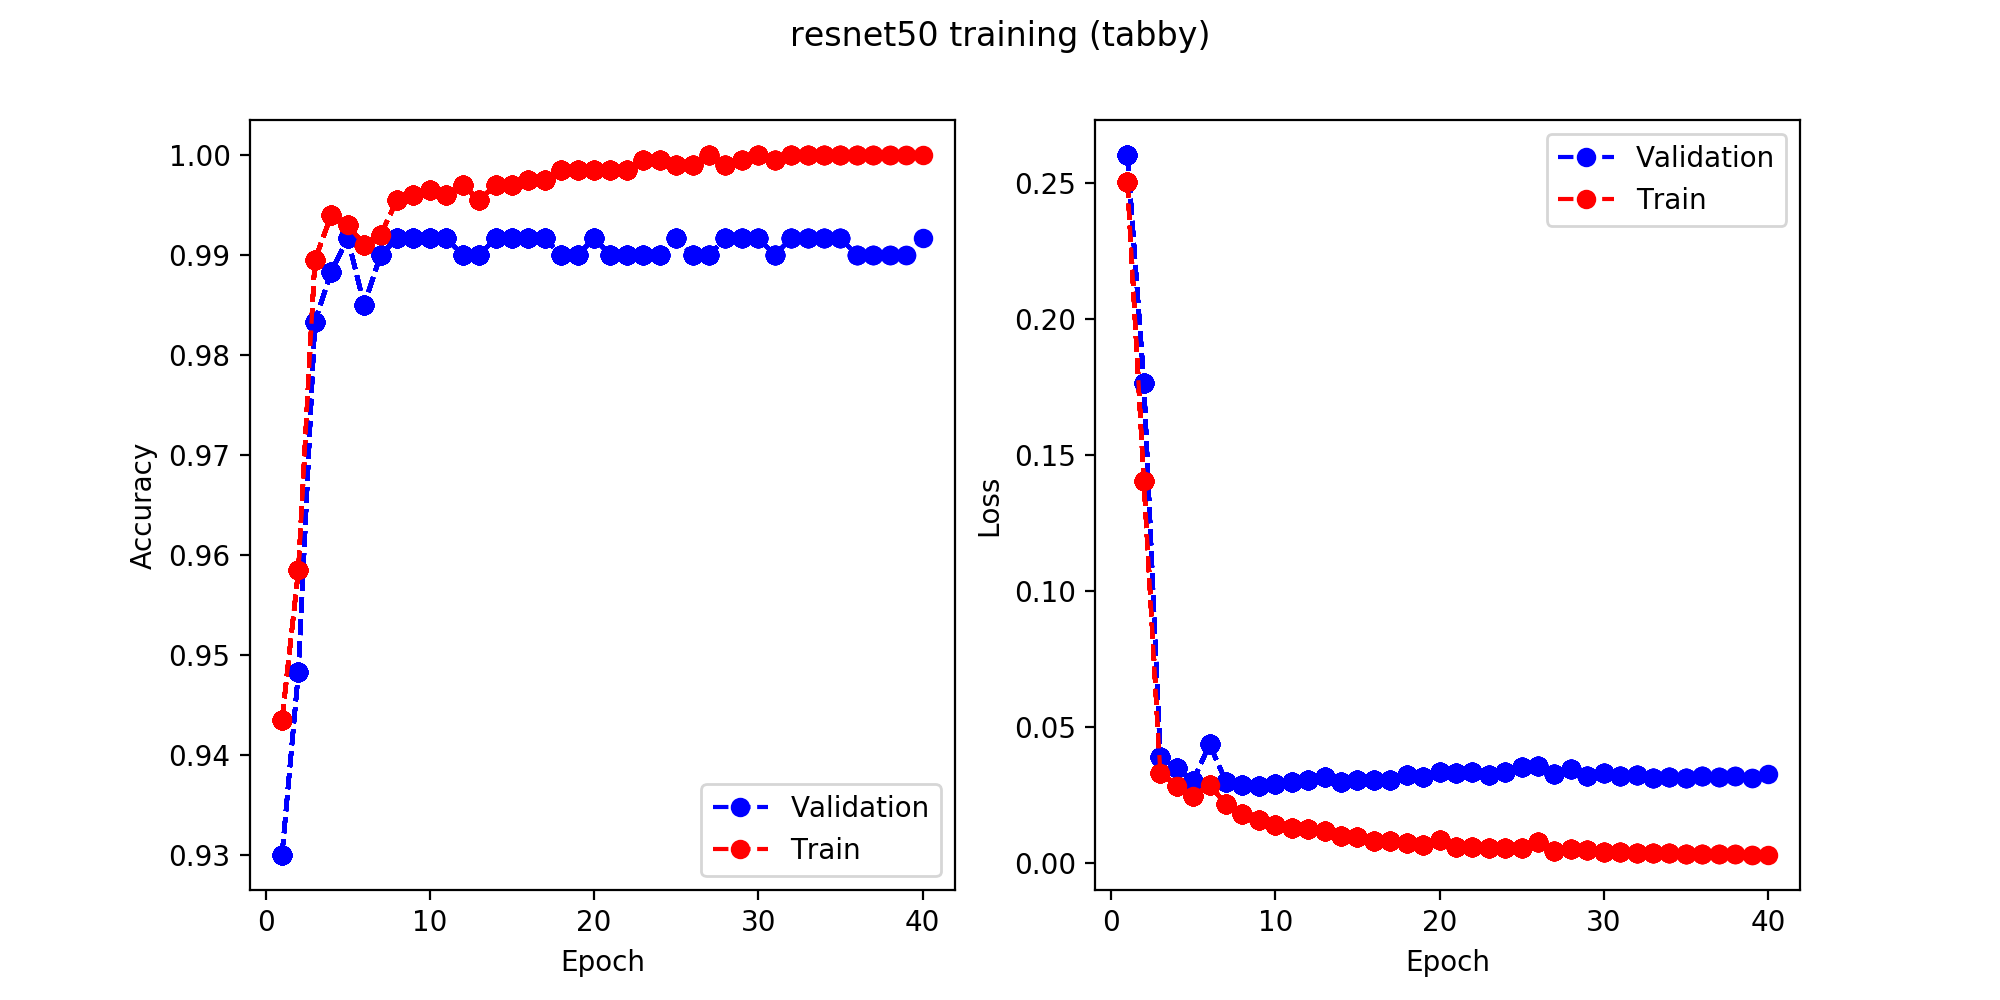 resnet50 training (tabby)
Accuracy
1.00
0.99
0.98
0.97
0.96
0.95
0.94
0.93
0 10 20 30 40
Epoch
Validation
Train
Loss
0.25
0.20
0.15
0.10
0.05
0.00
0 10 20 30 40
Epoch
Validation
Train